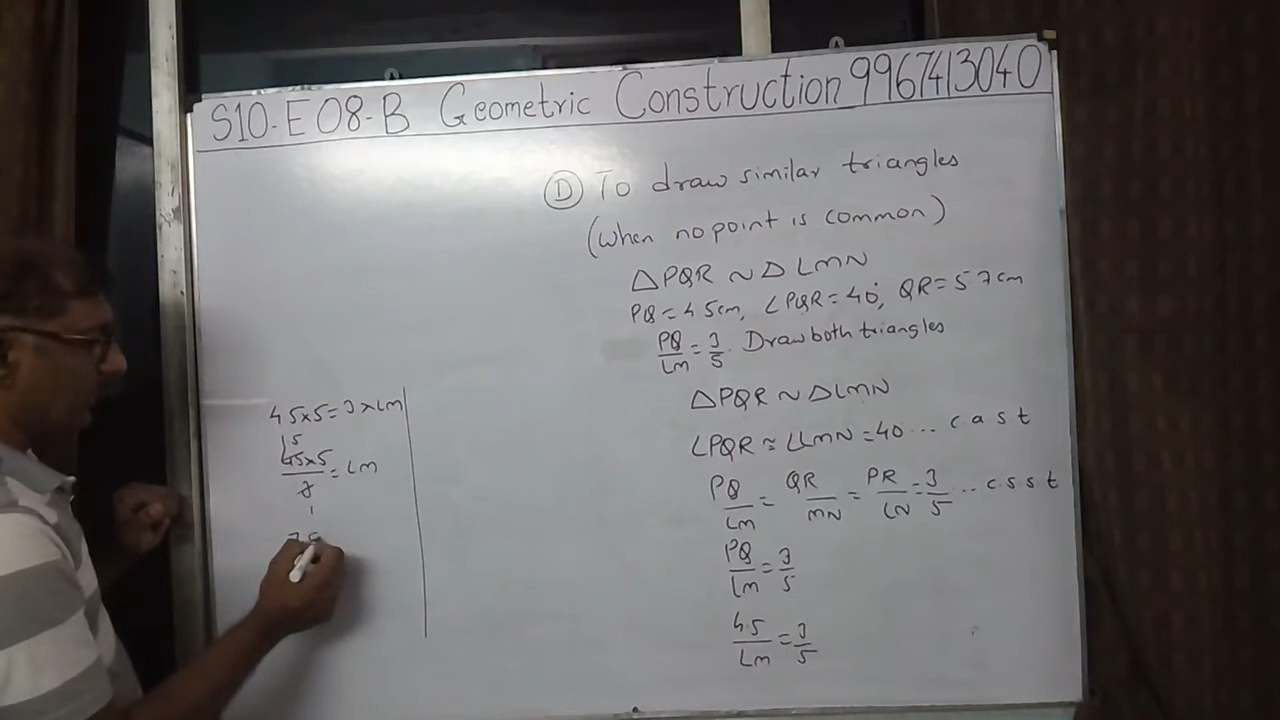 S10.E08-B Geometric Construction 9967413040
Ⓓ To draw similar triangles
(when no point is common)
△PQR ~ △LMN
PQ = 4.5cm, ∠PQR = 40°, QR = 5.7cm
PQ/LM = 3/5. Draw both triangles
△PQR ~ △LMN
∠PQR ≅ ∠LMN = 40 ... c a s t
PQ/LM = QR/MN = PR/LN = 3/5 ... c.s s t
PQ/LM = 3/5
4.5/LM = 3/5
4.5×5 = 3×LM
15
45×5/3 = LM
1